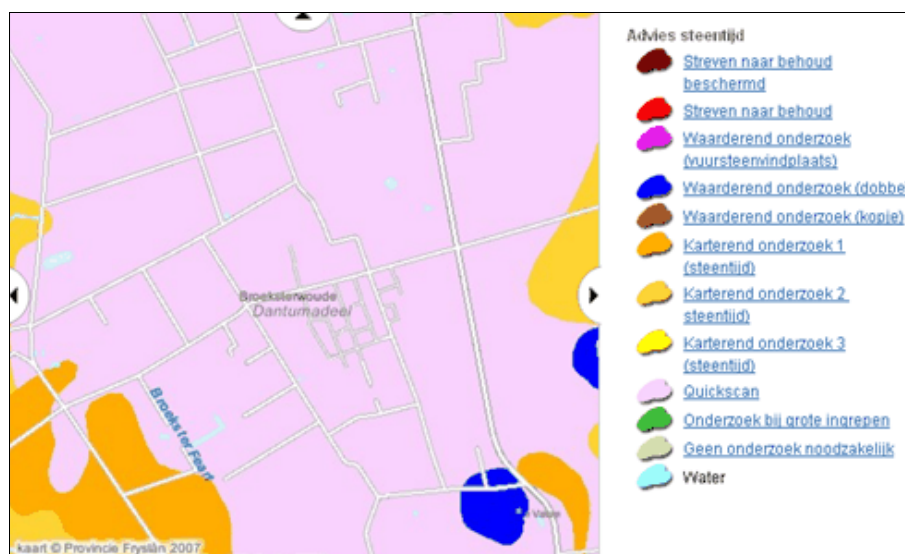 Advies steentijd
Streven naar behoud
beschermd
Streven naar behoud
Waarderend onderzoek
(vuursteenvindplaats)
Waarderend onderzoek (dobbe
Waarderend onderzoek (kopje)
Karterend onderzoek 1
(steentijd)
Karterend onderzoek 2
steentijd)
Karterend onderzoek 3
(steentijd)
Quickscan
Onderzoek bij grote ingrepen
Geen onderzoek noodzakelijk
Water
Broeksterwoude
Dantumadeel
Broekster Feart
kaart © Provincie Fryslân 2007